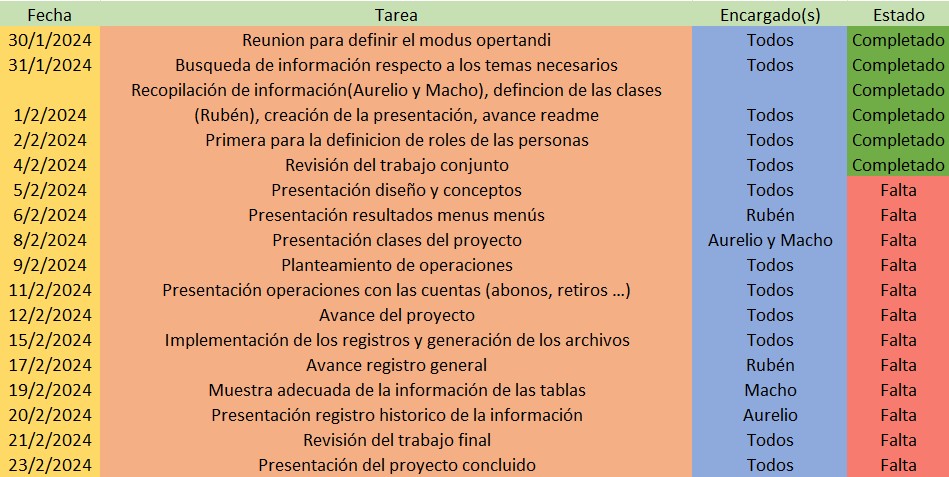 Fecha Tarea Encargado(s) Estado
30/1/2024 Reunion para definir el modus opertandi Todos Completado
31/1/2024 Busqueda de información respecto a los temas necesarios Todos Completado
Recopilación de información(Aurelio y Macho), defincion de las clases Completado
1/2/2024 (Rubén), creación de la presentación, avance readme Todos Completado
2/2/2024 Primera para la definicion de roles de las personas Todos Completado
4/2/2024 Revisión del trabajo conjunto Todos Completado
5/2/2024 Presentación diseño y conceptos Todos Falta
6/2/2024 Presentación resultados menus menús Rubén Falta
8/2/2024 Presentación clases del proyecto Aurelio y Macho Falta
9/2/2024 Planteamiento de operaciones Todos Falta
11/2/2024 Presentación operaciones con las cuentas (abonos, retiros ...) Todos Falta
12/2/2024 Avance del proyecto Todos Falta
15/2/2024 Implementación de los registros y generación de los archivos Todos Falta
17/2/2024 Avance registro general Rubén Falta
19/2/2024 Muestra adecuada de la información de las tablas Macho Falta
20/2/2024 Presentación registro historico de la información Aurelio Falta
21/2/2024 Revisión del trabajo final Todos Falta
23/2/2024 Presentación del proyecto concluido Todos Falta